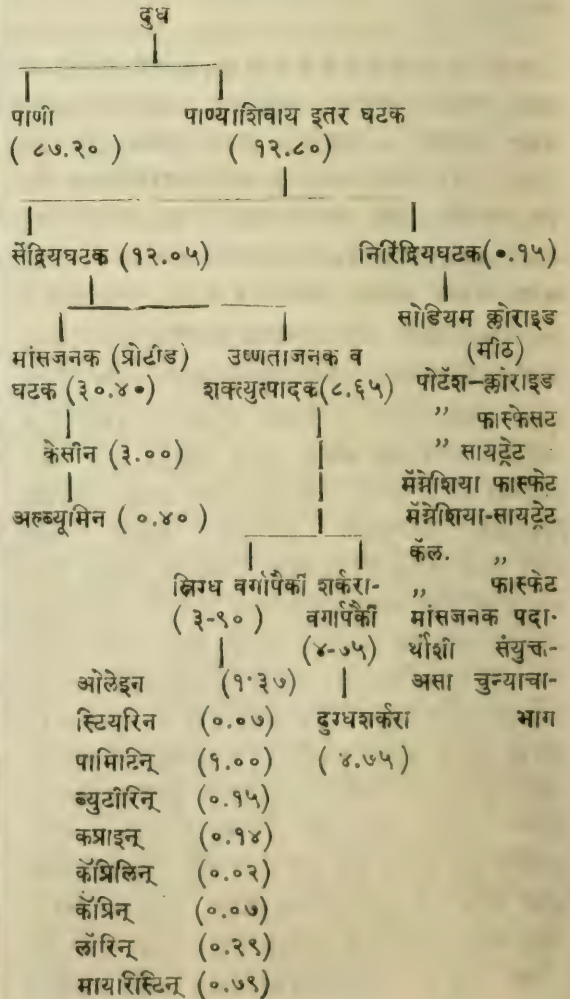 दुध
पाणी पाण्याशिवाय इतर घटक
( ८७.२० ) ( १२.८० )
सेंद्रियघटक (१२.०५) निरिंद्रियघटक(०.१५)
सोडियम क्लोराइड
मांसजनक (प्रोटीड) उष्णताजनक व (मीठ)
घटक (३०.४०) शक्त्युत्पादक(८.६५) पोटॅश-क्लोराइड
” फास्फेसट
केसीन (३.००) ” सायट्रेट
मॅग्नेशिया फास्फेट
अल्ब्यूमिन ( ०.४० ) मॅग्नेशिया-सायट्रेट
कॅल. ,,
स्निग्ध वर्गापैकीं शर्करा- ,, फास्फेट
( ३-९० ) वर्गापैकीं मांसजनक पदा-
(४-७५) र्थांशी संयुक्त-
ओलेइन (१·३७) असा चुन्याचा-
स्टियरिन (०.०७) दुग्धशर्करा भाग
पामिटिन् (१.००) ( ४.७५ )
ब्युटीरिन् (०.१५)
कप्राइन् (०.१४)
कॅप्रिलिन् (०.०२)
कॅप्रिन् (०.०७)
लॉरिन् (०.२९)
मायारिस्टिन् (०.७९)